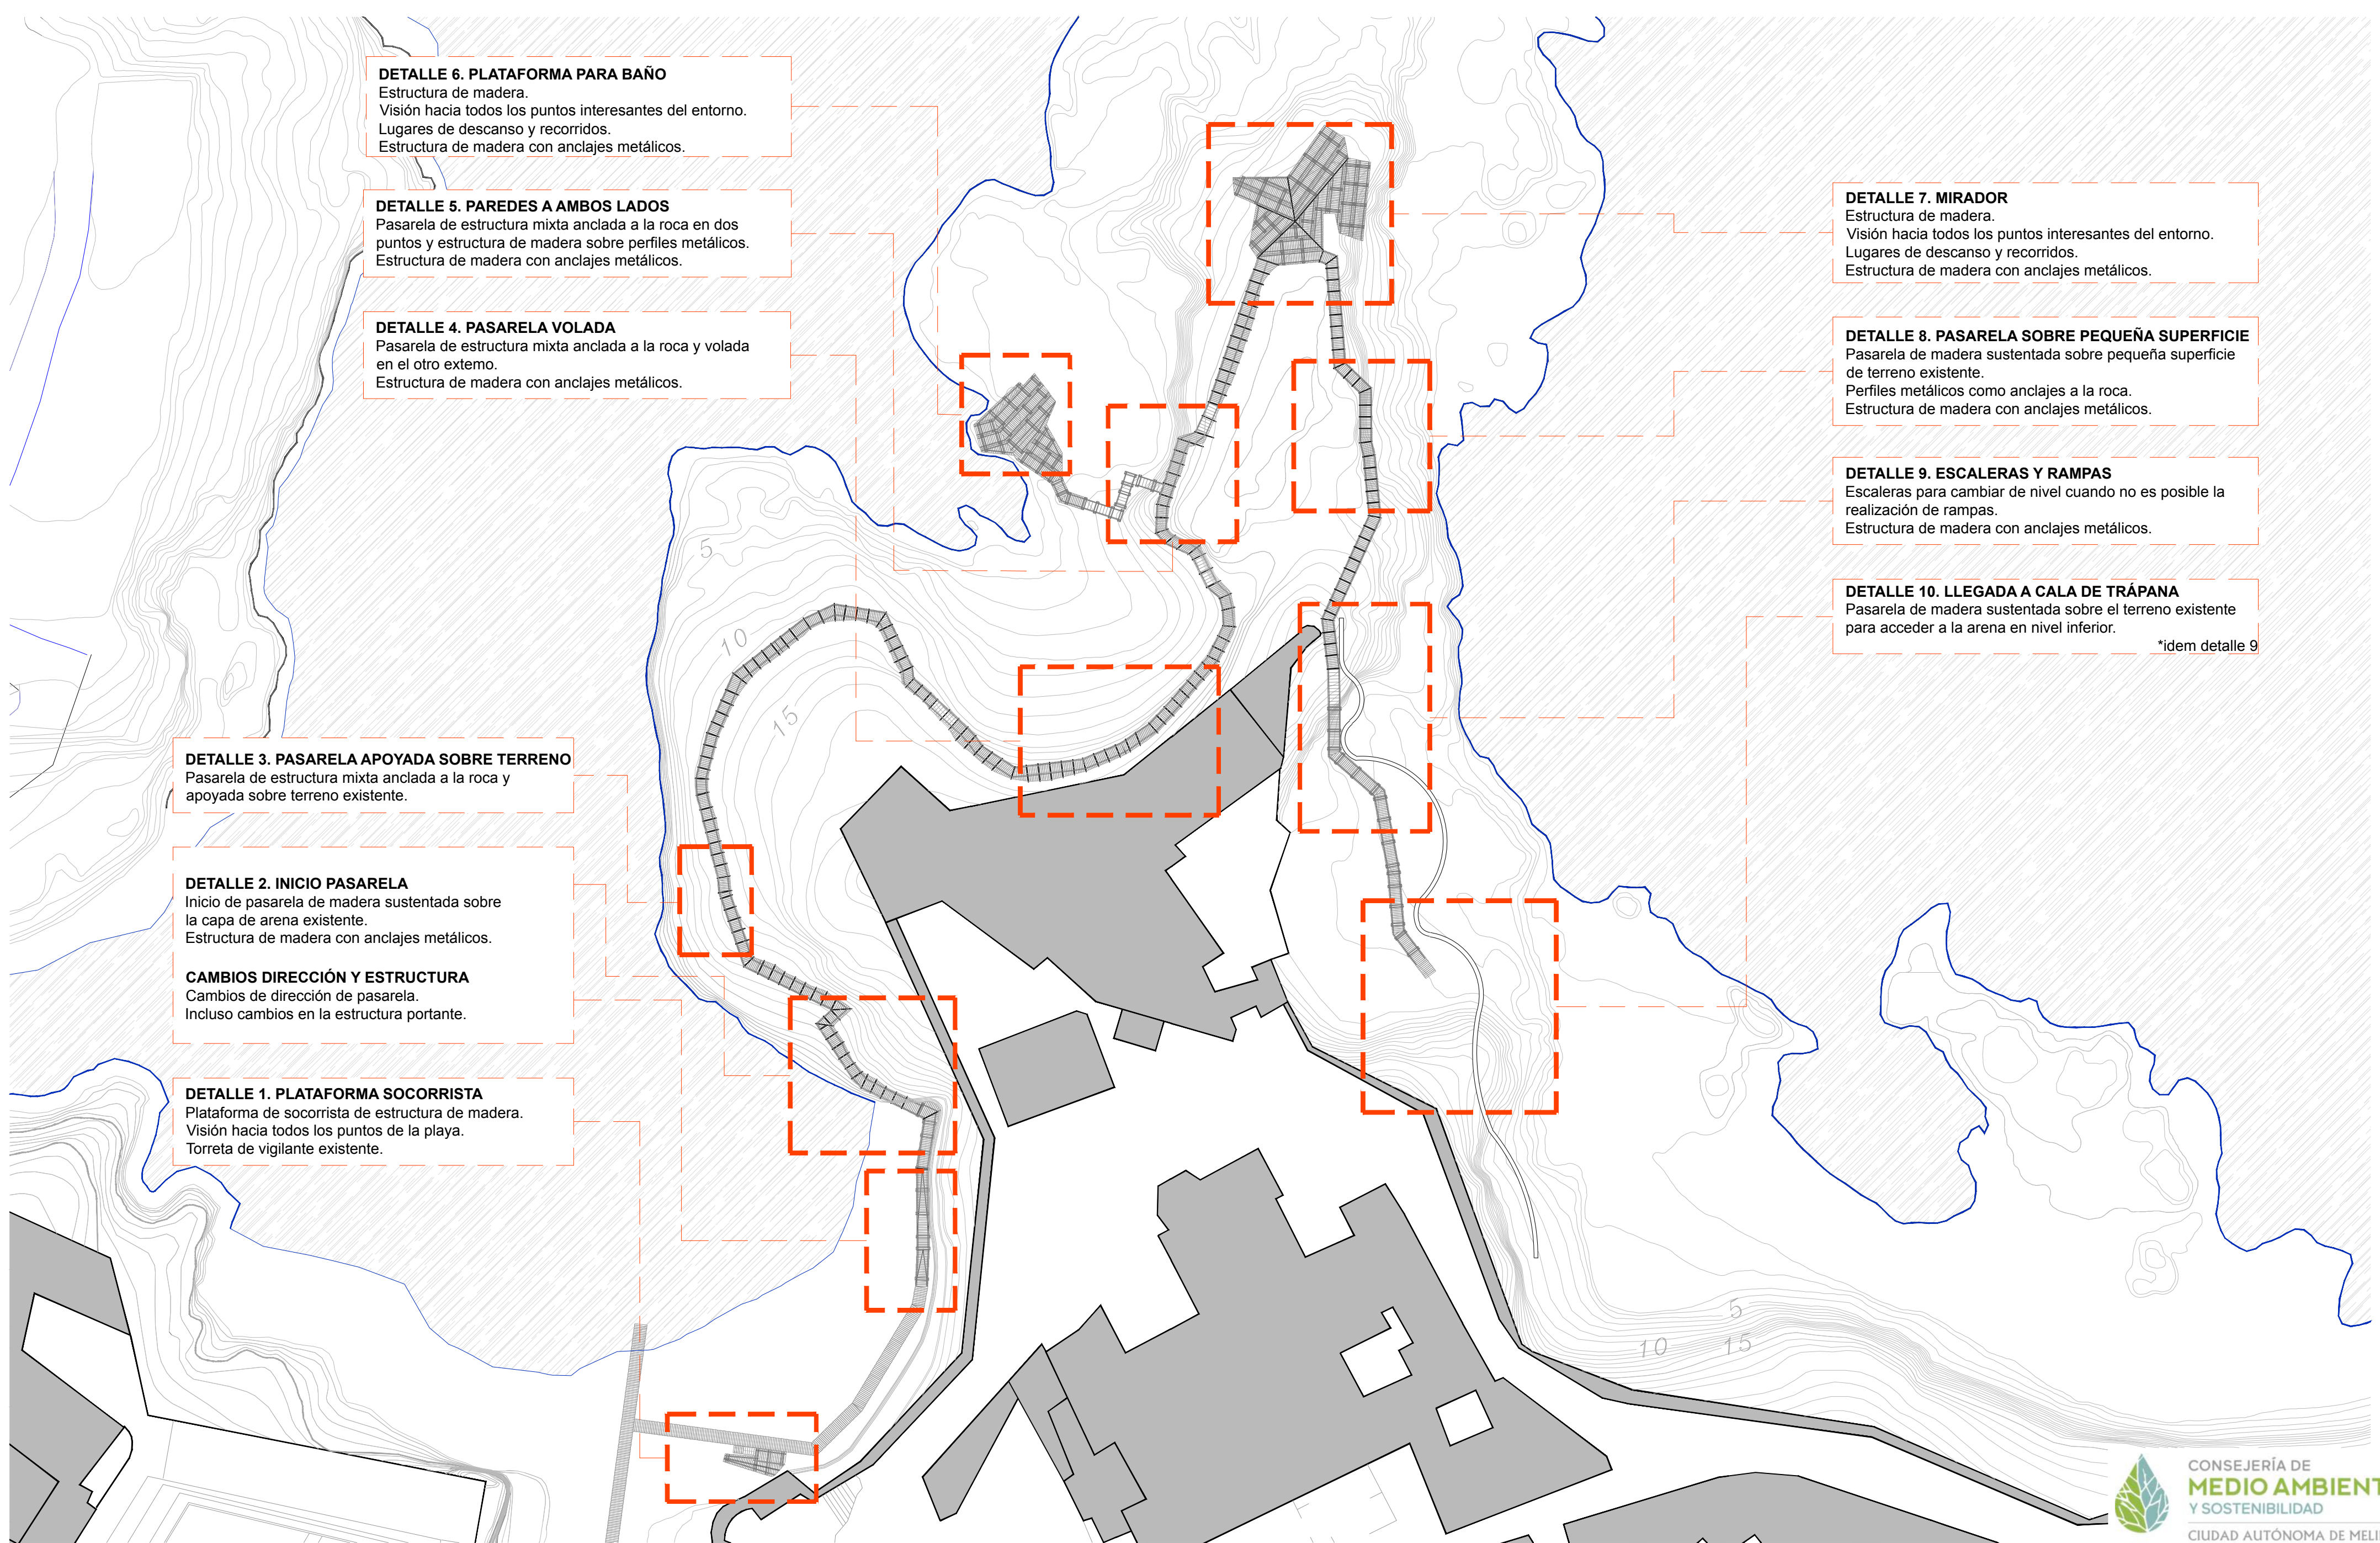 DETALLE 6. PLATAFORMA PARA BAÑO
Estructura de madera.
Visión hacia todos los puntos interesantes del entorno.
Lugares de descanso y recorridos.
Estructura de madera con anclajes metálicos.
DETALLE 5. PAREDES A AMBOS LADOS
Pasarela de estructura mixta anclada a la roca en dos
puntos y estructura de madera sobre perfiles metálicos.
Estructura de madera con anclajes metálicos.
DETALLE 4. PASARELA VOLADA
Pasarela de estructura mixta anclada a la roca y volada
en el otro extemo.
Estructura de madera con anclajes metálicos.
DETALLE 3. PASARELA APOYADA SOBRE TERRENO
Pasarela de estructura mixta anclada a la roca y
apoyada sobre terreno existente.
DETALLE 2. INICIO PASARELA
Inicio de pasarela de madera sustentada sobre
la capa de arena existente.
Estructura de madera con anclajes metálicos.
CAMBIOS DIRECCIÓN Y ESTRUCTURA
Cambios de dirección de pasarela.
Incluso cambios en la estructura portante.
DETALLE 1. PLATAFORMA SOCORRISTA
Plataforma de socorrista de estructura de madera.
Visión hacia todos los puntos de la playa.
Torreta de vigilante existente.
5
10
15
DETALLE 7. MIRADOR
Estructura de madera.
Visión hacia todos los puntos interesantes del entorno.
Lugares de descanso y recorridos.
Estructura de madera con anclajes metálicos.
DETALLE 8. PASARELA SOBRE PEQUEÑA SUPERFICIE
Pasarela de madera sustentada sobre pequeña superficie
de terreno existente.
Perfiles metálicos como anclajes a la roca.
Estructura de madera con anclajes metálicos.
DETALLE 9. ESCALERAS Y RAMPAS
Escaleras para cambiar de nivel cuando no es posible la
realización de rampas.
Estructura de madera con anclajes metálicos.
DETALLE 10. LLEGADA A CALA DE TRÁPANA
Pasarela de madera sustentada sobre el terreno existente
para acceder a la arena en nivel inferior.
*idem detalle 9
5
10 15
CONSEJERÍA DE
MEDIO AMBIENT
Y SOSTENIBILIDAD
CIUDAD AUTÓNOMA DE MELI